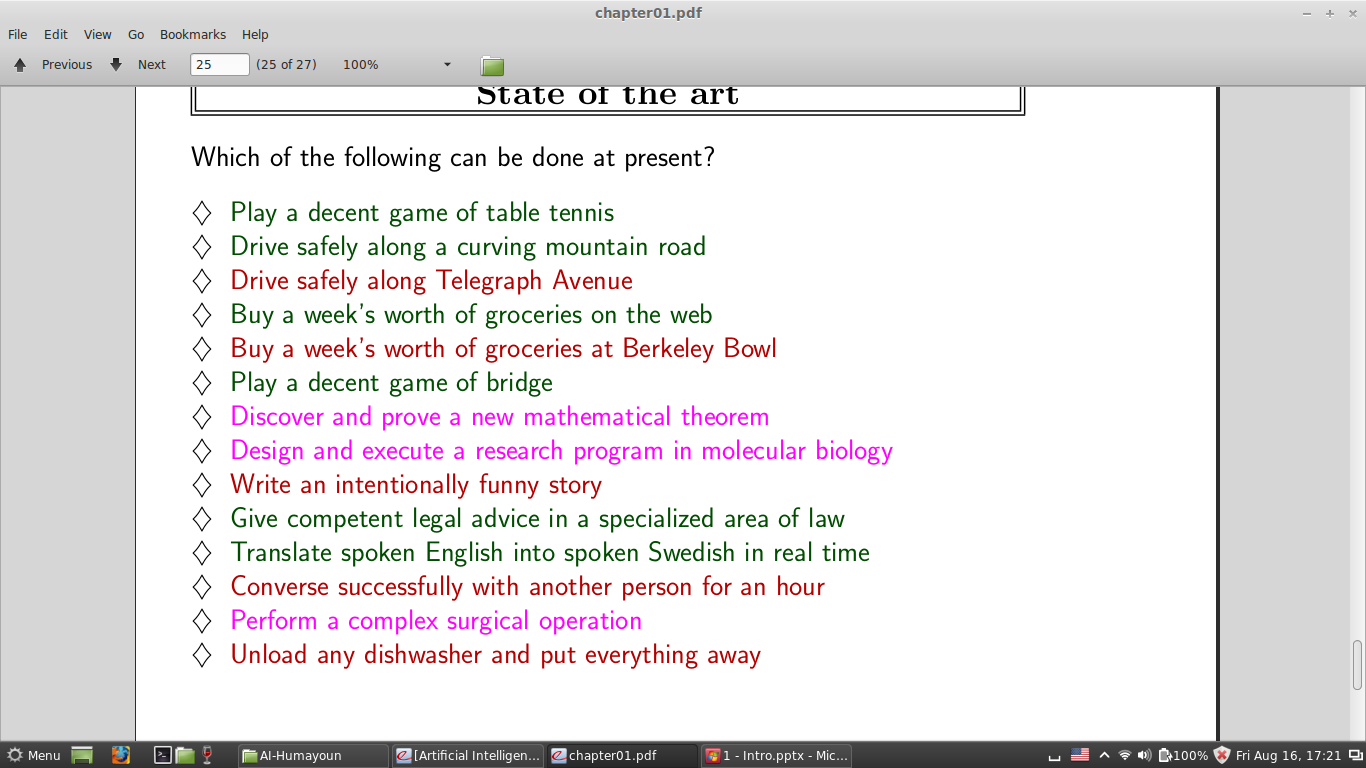 chapter01.pdf
File Edit View Go Bookmarks Help
Previous Next 25 (25 of 27) 100%
State of the art
Which of the following can be done at present?
♢ Play a decent game of table tennis
♢ Drive safely along a curving mountain road
♢ Drive safely along Telegraph Avenue
♢ Buy a week's worth of groceries on the web
♢ Buy a week's worth of groceries at Berkeley Bowl
♢ Play a decent game of bridge
♢ Discover and prove a new mathematical theorem
♢ Design and execute a research program in molecular biology
♢ Write an intentionally funny story
♢ Give competent legal advice in a specialized area of law
♢ Translate spoken English into spoken Swedish in real time
♢ Converse successfully with another person for an hour
♢ Perform a complex surgical operation
♢ Unload any dishwasher and put everything away
Menu AI-Humayoun [Artificial Intelligen... chapter01.pdf 1 - Intro.pptx - Mic... 100% Fri Aug 16, 17:21